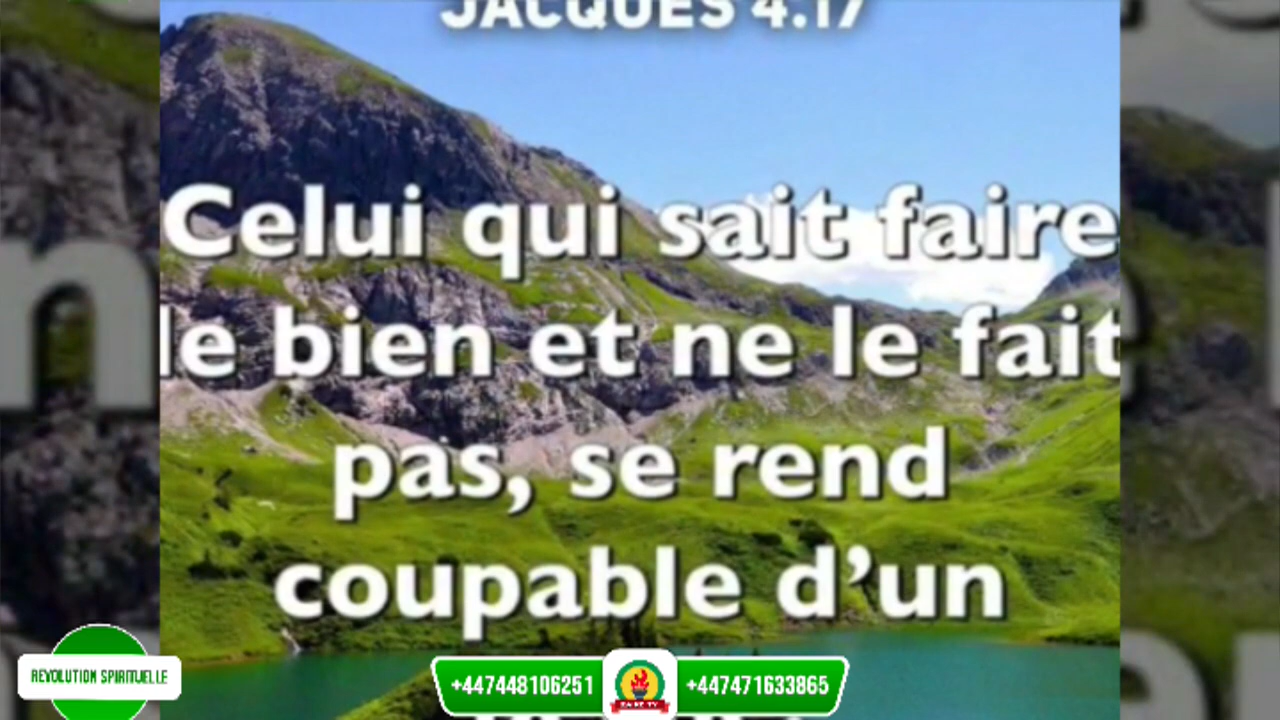 JACQUES 4.17
Celui qui sait faire
le bien et ne le fait
pas, se rend
coupable d’un
REVOLUTION SPIRITUELLE
+447448106251
+447471633865